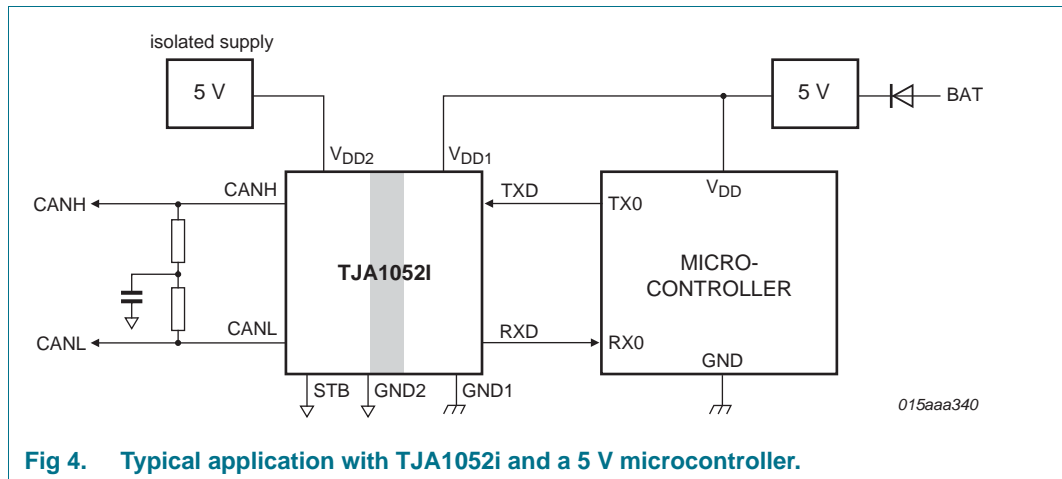 isolated supply
5 V
5 V
BAT
VDD2
VDD1
CANH
CANH
TXD
TX0
VDD
TJA1052I
MICRO-
CONTROLLER
CANL
CANL
RXD
RX0
GND
STB
GND2
GND1
015aaa340
Fig 4. Typical application with TJA1052i and a 5 V microcontroller.